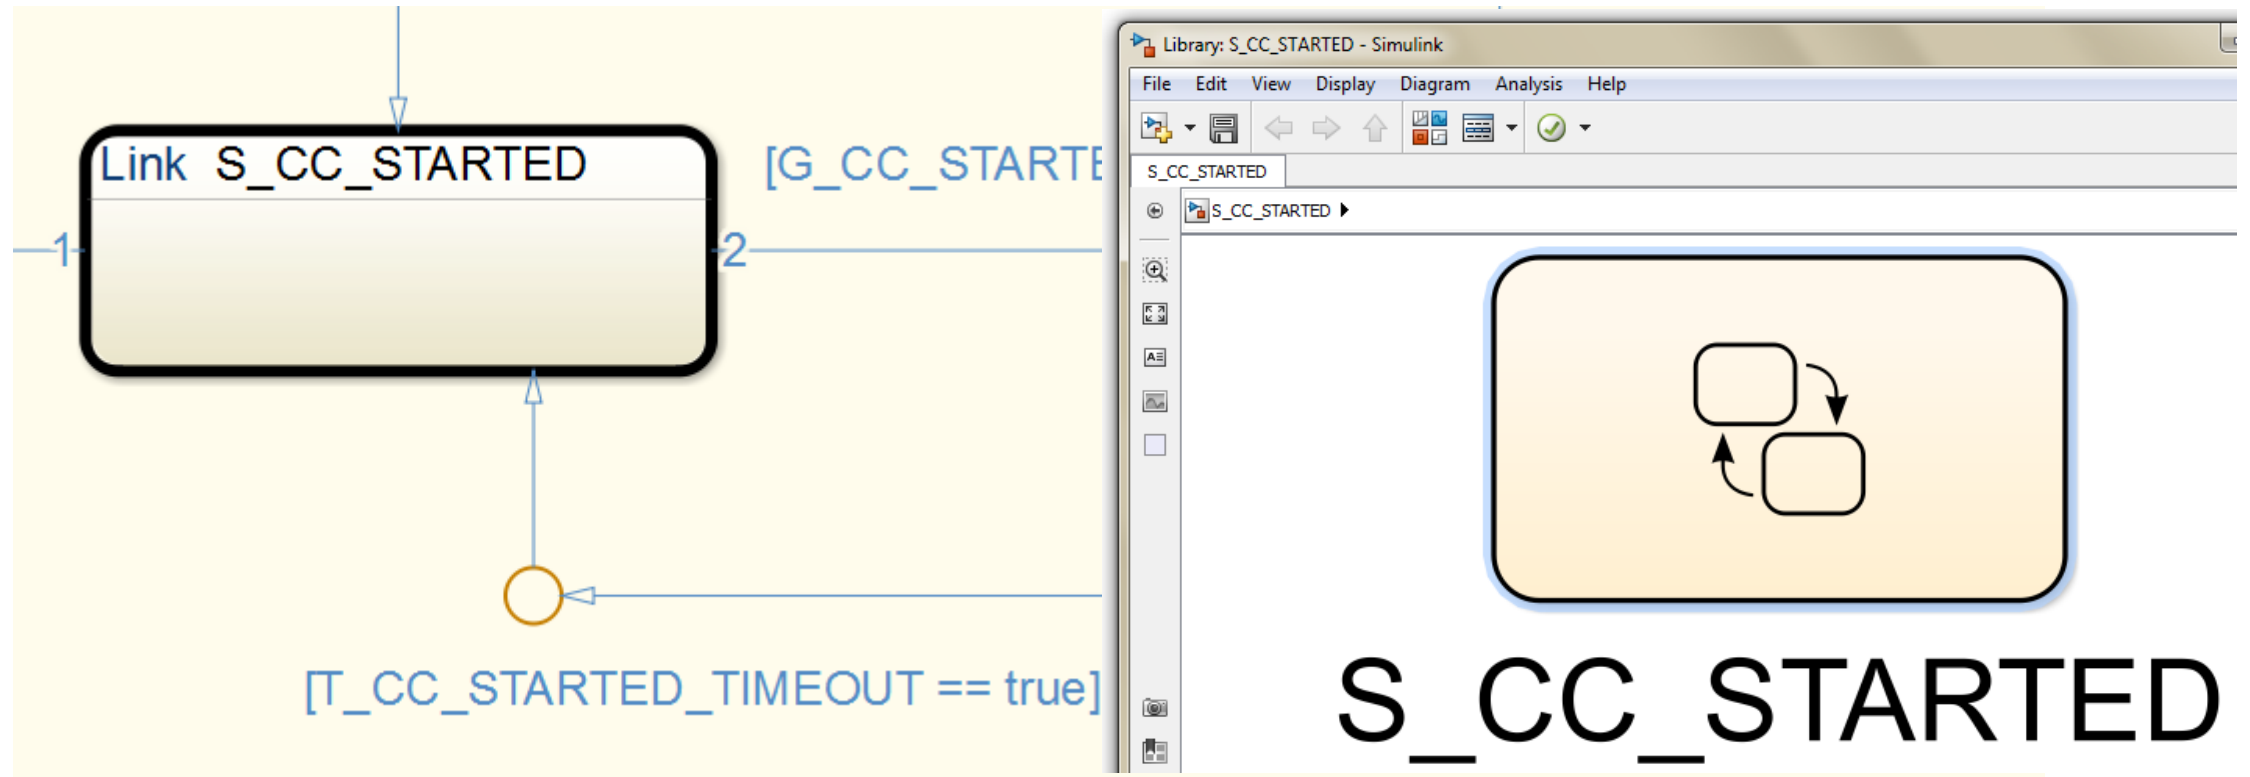 Link S_CC_STARTED
[G_CC_STARTE
1
2
[T_CC_STARTED_TIMEOUT == true]
Library: S_CC_STARTED - Simulink
File Edit View Display Diagram Analysis Help
S_CC_STARTED
S_CC_STARTED
S_CC_STARTED